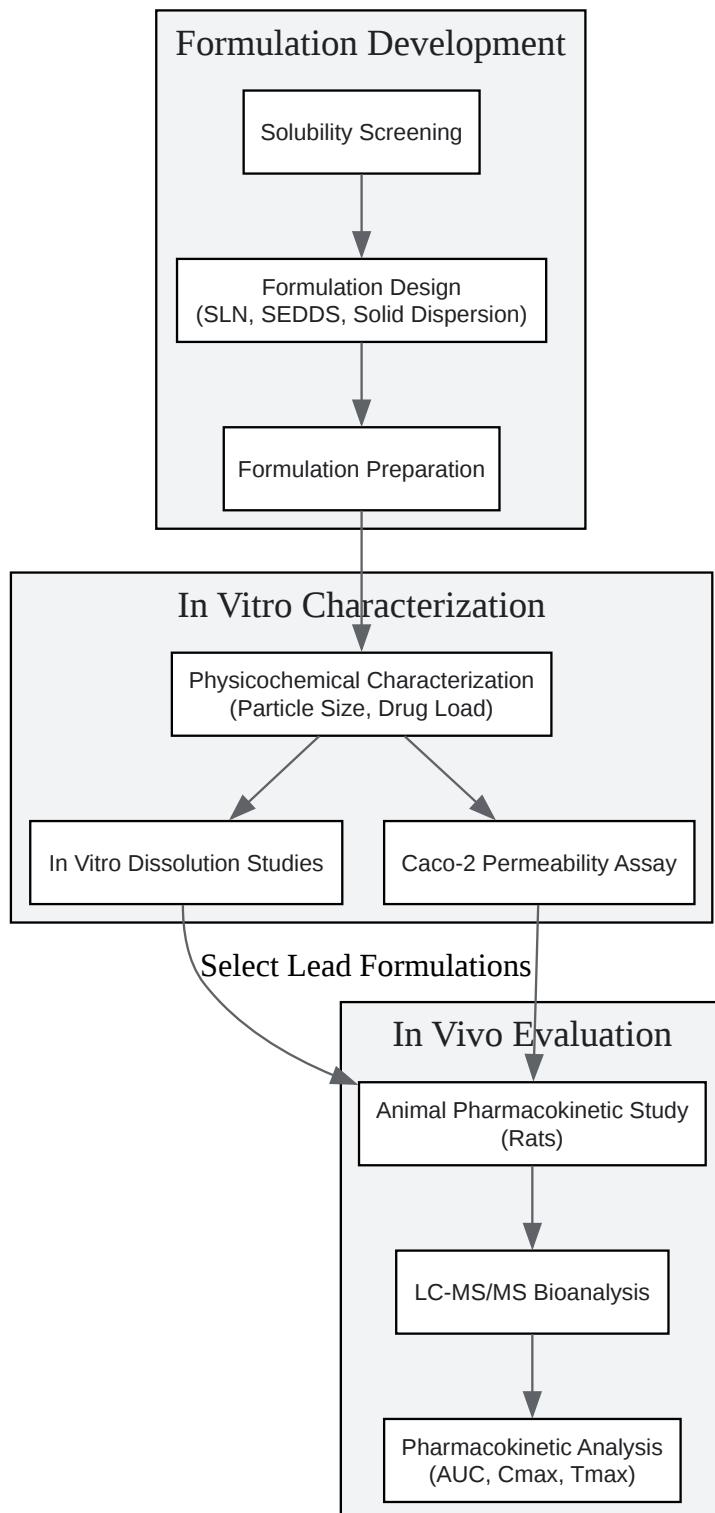 Formulation Development
Solubility Screening
Formulation Design
(SLN, SEDDS, Solid Dispersion)
Formulation Preparation
In Vitro Characterization
Physicochemical Characterization
(Particle Size, Drug Load)
In Vitro Dissolution Studies
Caco-2 Permeability Assay
Select Lead Formulations
In Vivo Evaluation
Animal Pharmacokinetic Study
(Rats)
LC-MS/MS Bioanalysis
Pharmacokinetic Analysis
(AUC, Cmax, Tmax)